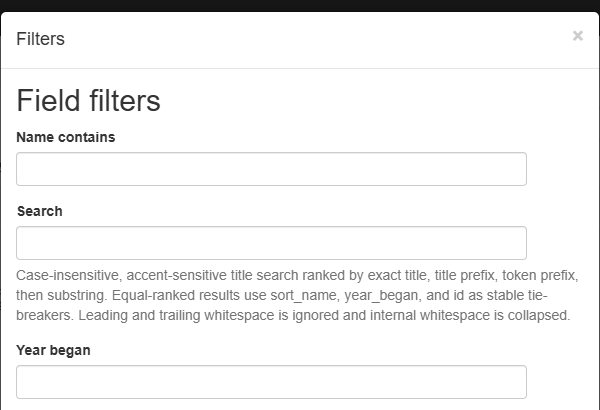 Filters
×
Field filters
Name contains
Search
Case-insensitive, accent-sensitive title search ranked by exact title, title prefix, token prefix,
then substring. Equal-ranked results use sort_name, year_began, and id as stable tie-
breakers. Leading and trailing whitespace is ignored and internal whitespace is collapsed.
Year began